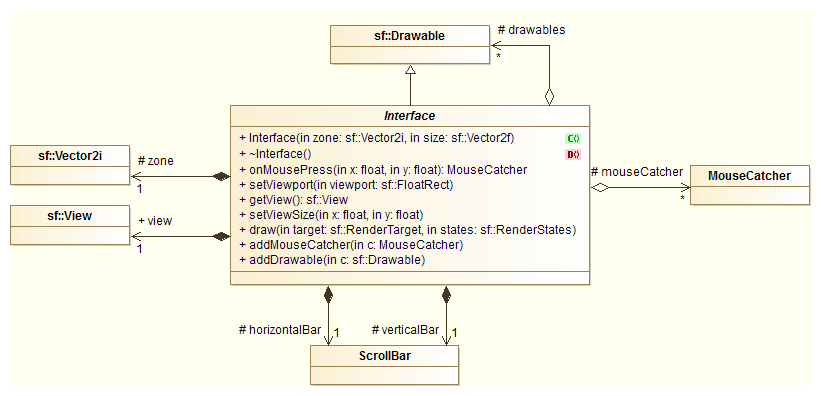 sf::Drawable
# drawables
*
Interface
+ Interface(in zone: sf::Vector2i, in size: sf::Vector2f)
C()
+ ~Interface()
D()
+ onMousePress(in x: float, in y: float): MouseCatcher
+ setViewport(in viewport: sf::FloatRect)
+ getView(): sf::View
+ setViewSize(in x: float, in y: float)
+ draw(in target: sf::RenderTarget, in states: sf::RenderStates)
+ addMouseCatcher(in c: MouseCatcher)
+ addDrawable(in c: sf::Drawable)
sf::Vector2i
# zone
1
sf::View
+ view
1
# mouseCatcher
*
MouseCatcher
# horizontalBar
1
# verticalBar
1
ScrollBar